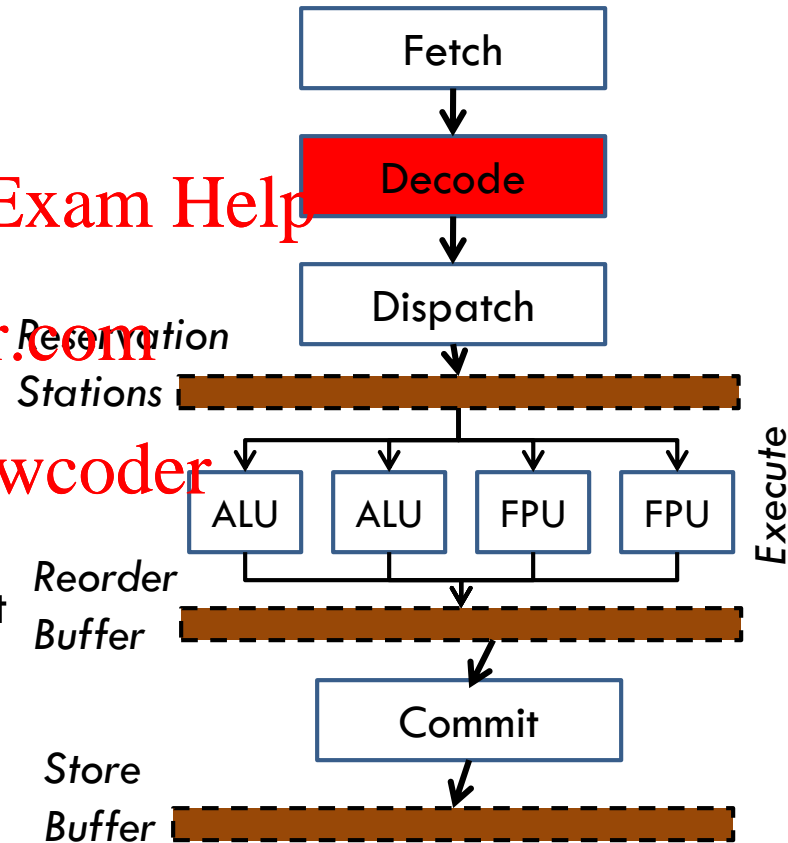 Fetch
Decode
Exam Help
Dispatch
Reservation
r.com
Stations
wcoder
ALU ALU FPU FPU
Execute
Reorder
t
Buffer
Commit
Store
Buffer